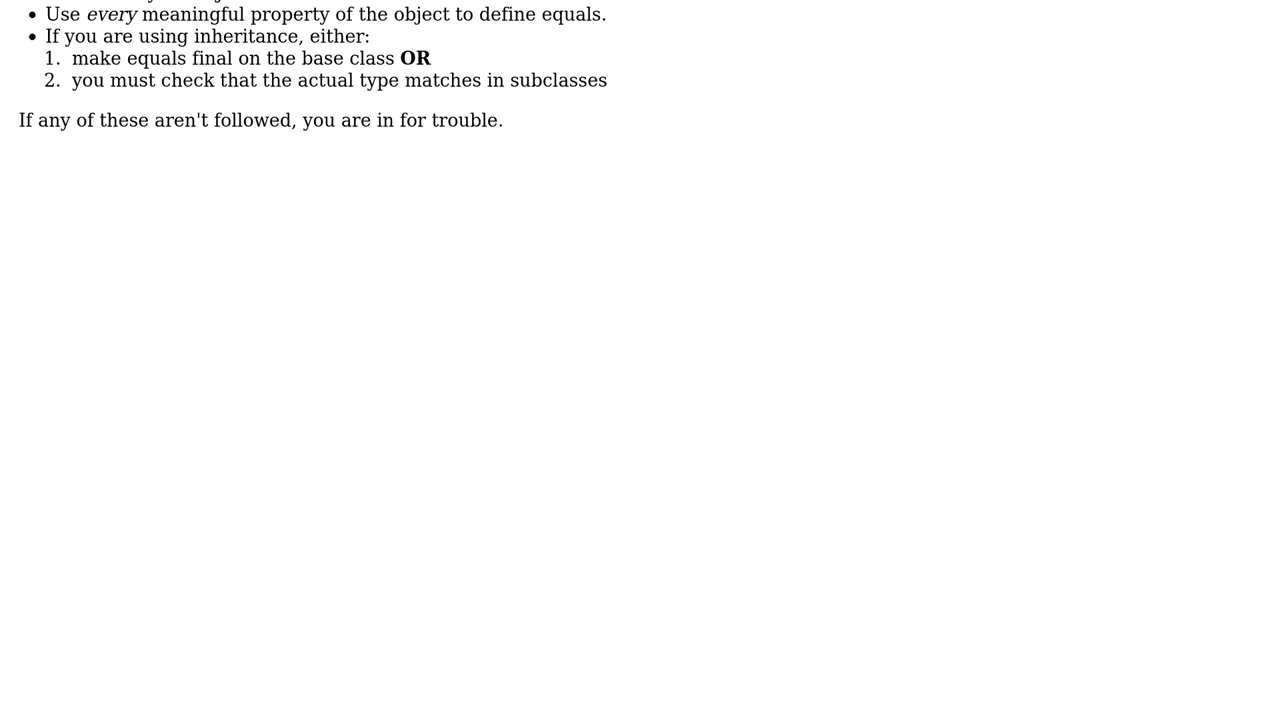 • Use every meaningful property of the object to define equals.
• If you are using inheritance, either:
1. make equals final on the base class OR
2. you must check that the actual type matches in subclasses
If any of these aren't followed, you are in for trouble.